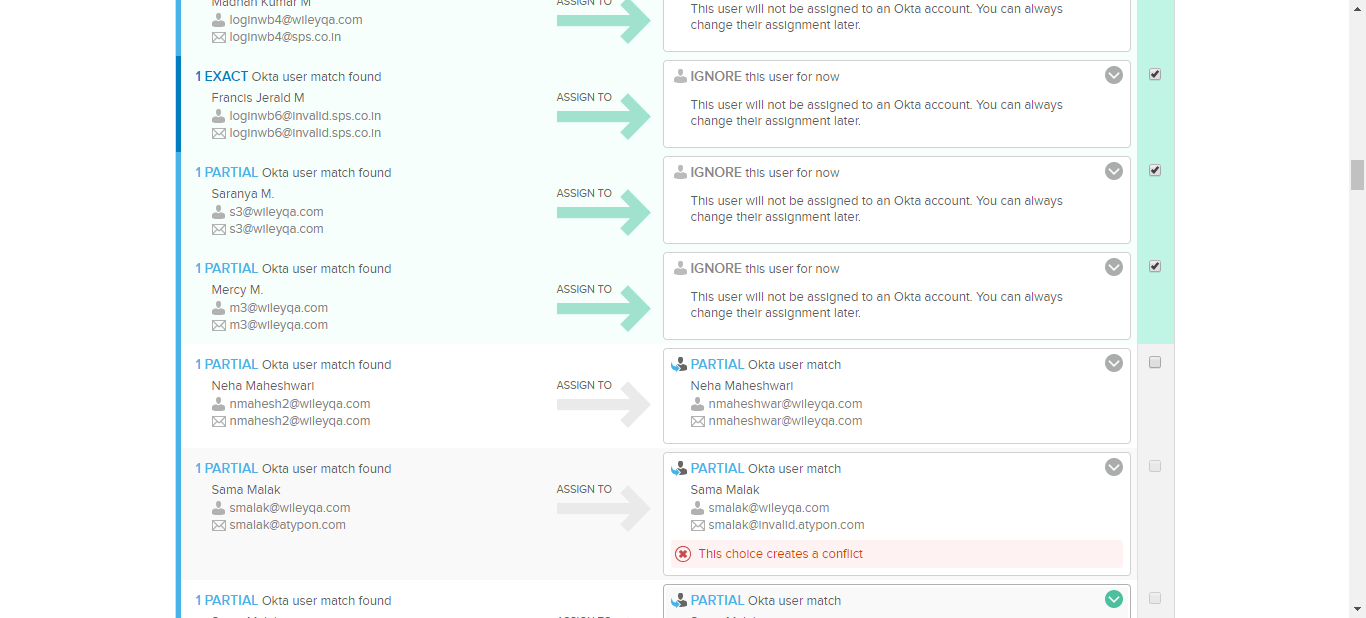 Madhan Kumar M
loginwb4@wileyqa.com
loginwb4@sps.co.in
ASSIGN TO
This user will not be assigned to an Okta account. You can always
change their assignment later.
1 EXACT Okta user match found
Francis Jerald M
loginwb6@invalid.sps.co.in
loginwb6@invalid.sps.co.in
ASSIGN TO
IGNORE this user for now
This user will not be assigned to an Okta account. You can always
change their assignment later.
1 PARTIAL Okta user match found
Saranya M.
s3@wileyqa.com
s3@wileyqa.com
ASSIGN TO
IGNORE this user for now
This user will not be assigned to an Okta account. You can always
change their assignment later.
1 PARTIAL Okta user match found
Mercy M.
m3@wileyqa.com
m3@wileyqa.com
ASSIGN TO
IGNORE this user for now
This user will not be assigned to an Okta account. You can always
change their assignment later.
1 PARTIAL Okta user match found
Neha Maheshwari
nmahesh2@wileyqa.com
nmahesh2@wileyqa.com
ASSIGN TO
PARTIAL Okta user match
Neha Maheshwari
nmaheshwar@wileyqa.com
nmaheshwar@wileyqa.com
1 PARTIAL Okta user match found
Sama Malak
smalak@wileyqa.com
smalak@atypon.com
ASSIGN TO
PARTIAL Okta user match
Sama Malak
smalak@wileyqa.com
smalak@invalid.atypon.com
This choice creates a conflict
1 PARTIAL Okta user match found
PARTIAL Okta user match